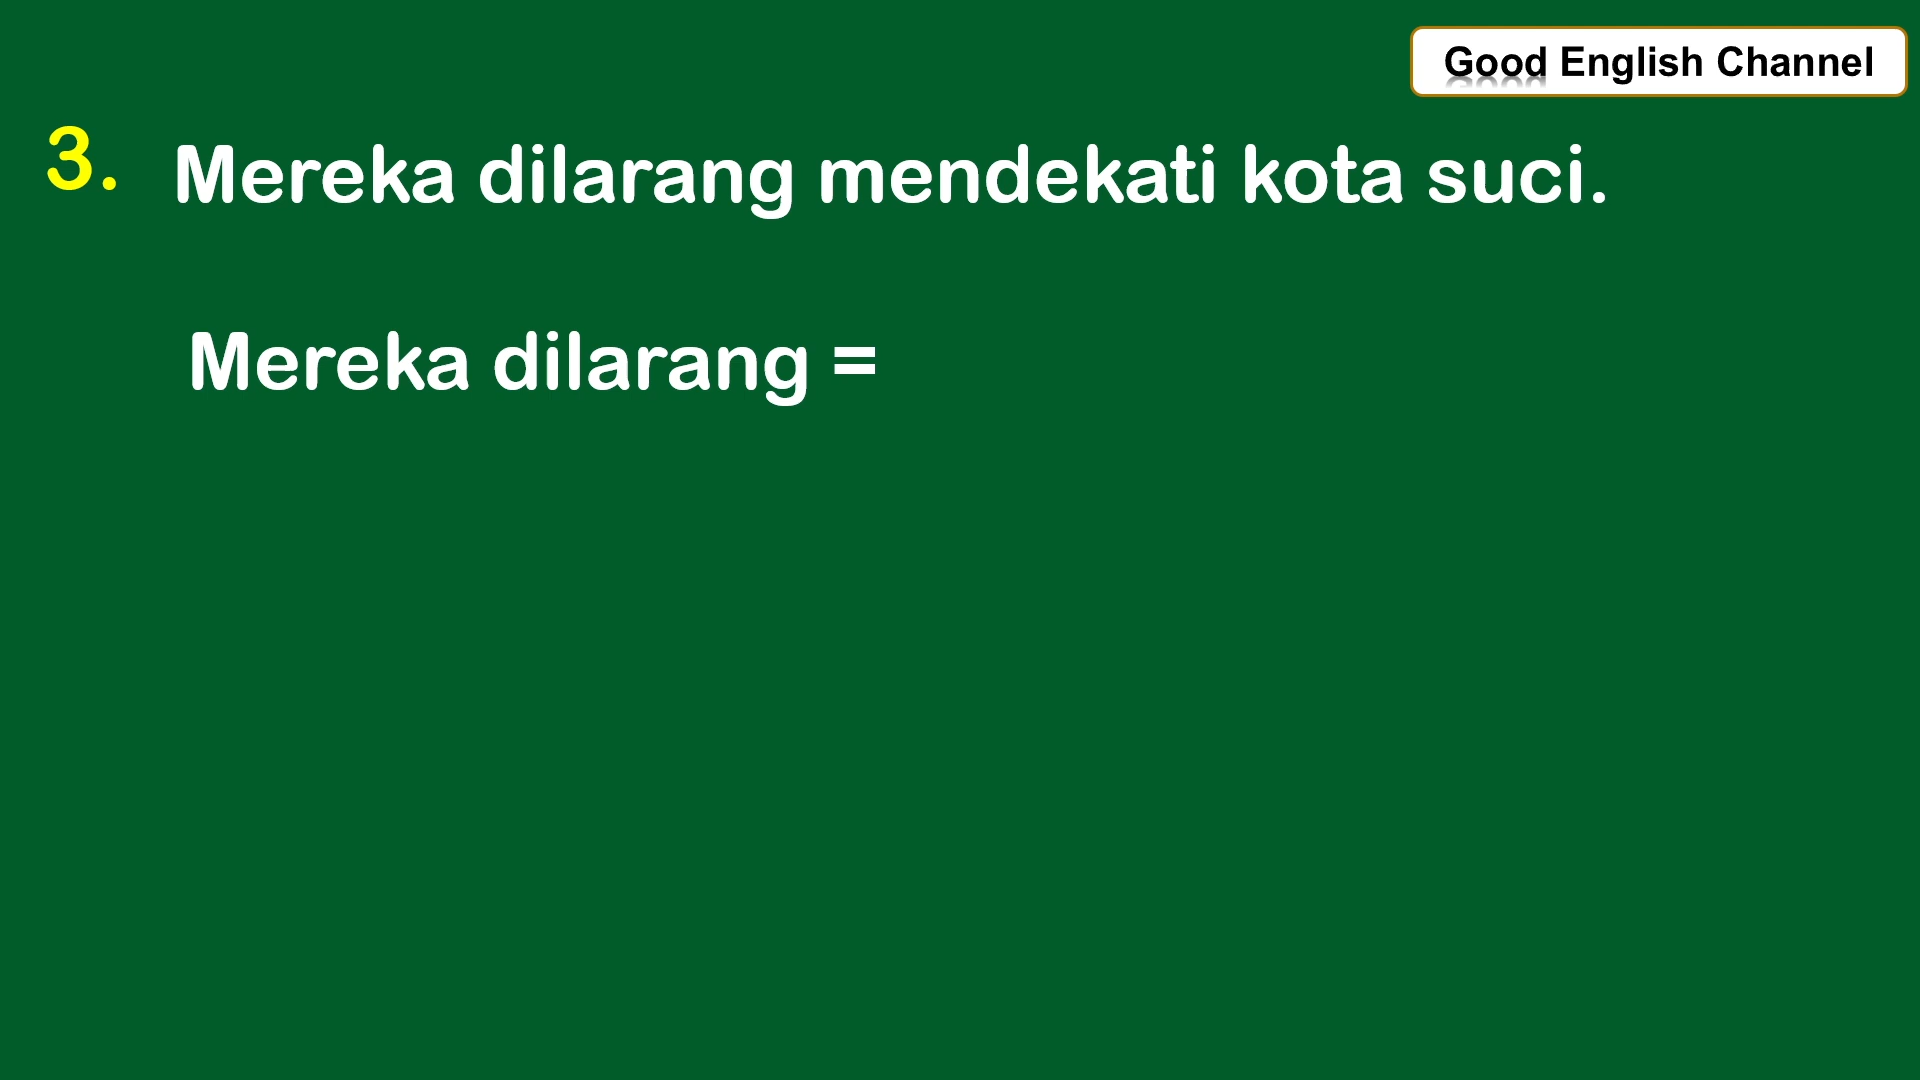 Good English Channel
3. Mereka dilarang mendekati kota suci.
Mereka dilarang =